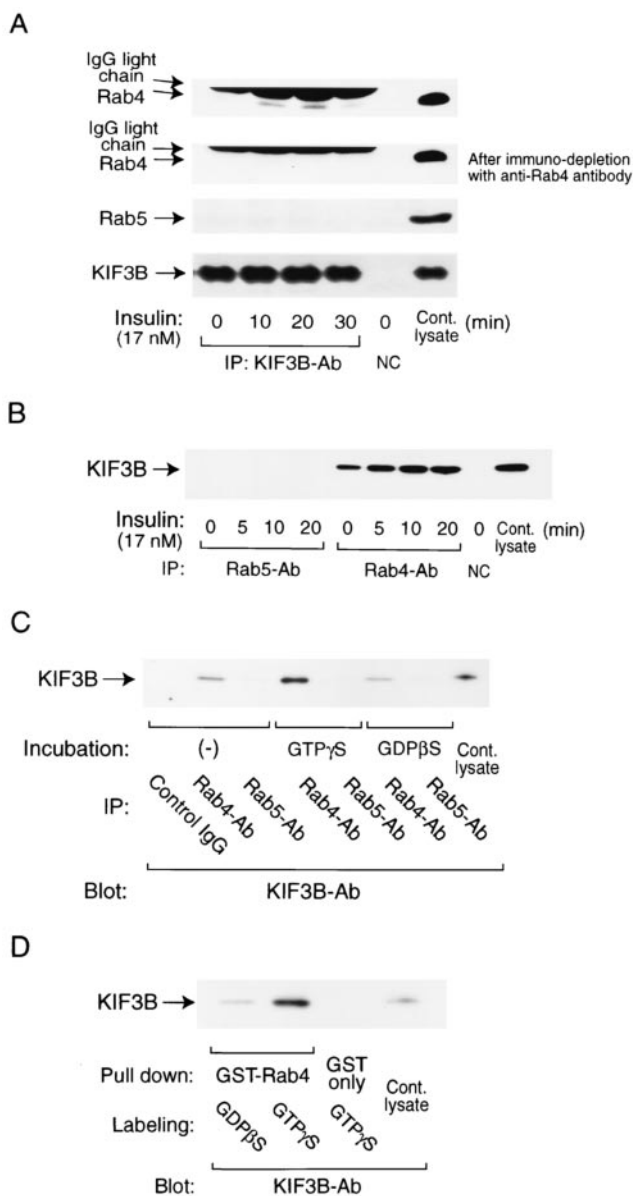 A
IgG light
chain
Rab4
IgG light
chain
Rab4
After immuno-depletion
with anti-Rab4 antibody
Rab5
KIF3B
Insulin: 0 10 20 30 0 Cont. (min)
(17 nM) lysate
IP: KIF3B-Ab NC
B
KIF3B
Insulin: 0 5 10 20 0 5 10 20 0 Cont. (min)
(17 nM) lysate
IP: Rab5-Ab Rab4-Ab NC
C
KIF3B
Incubation: (-) GTPγS GDPβS Cont.
lysate
IP: Control IgG Rab4-Ab Rab5-Ab Rab4-Ab Rab5-Ab Rab4-Ab Rab5-Ab
Blot: KIF3B-Ab
D
KIF3B
Pull down: GST-Rab4 GST
only Cont.
lysate
Labeling: GDPβS GTPγS GTPγS
Blot: KIF3B-Ab